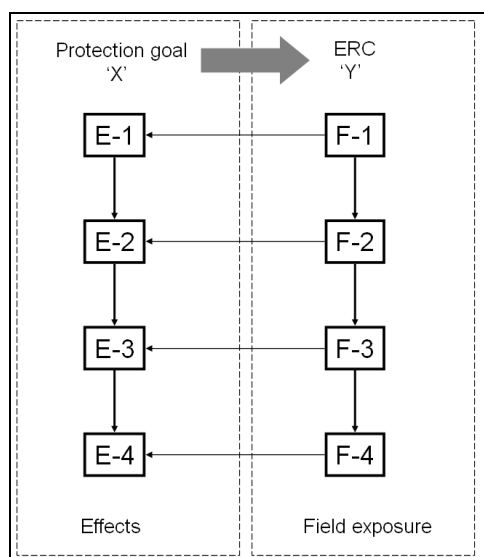 Protection goal
‘X’
ERC
‘Y’
E-1
F-1
E-2
F-2
E-3
F-3
E-4
F-4
Effects
Field exposure